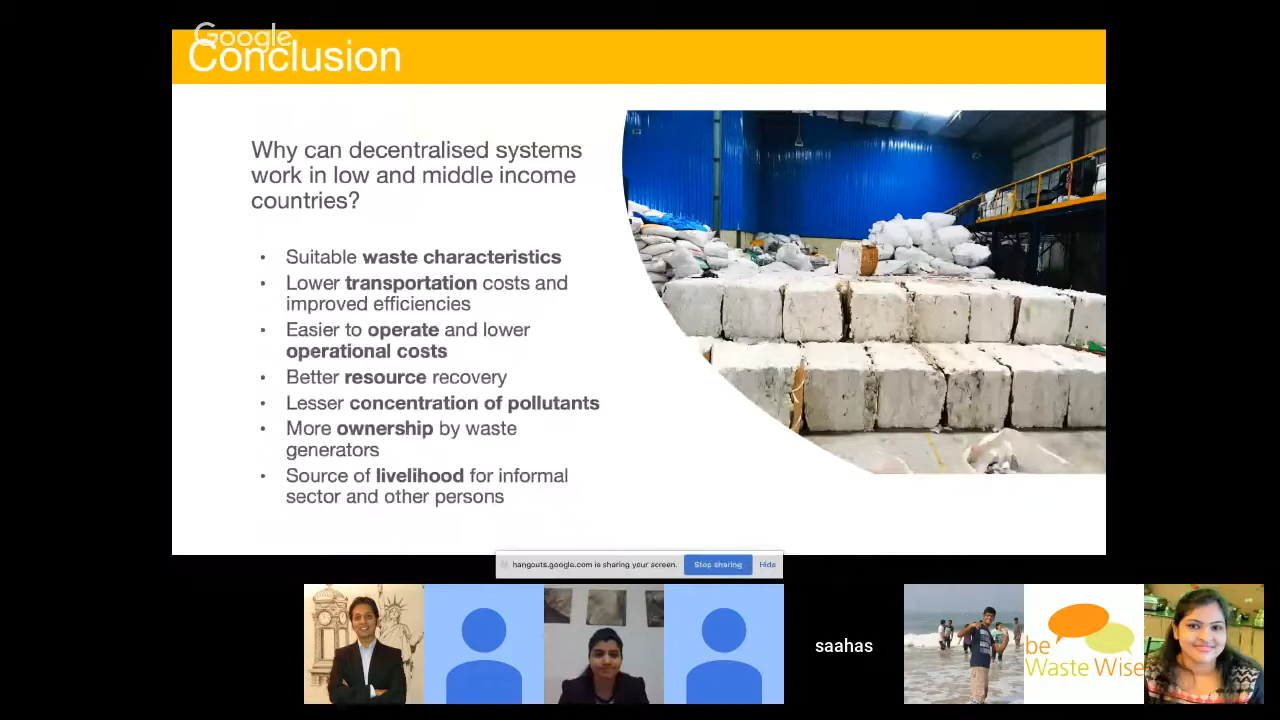 Google
Conclusion
Why can decentralised systems
work in low and middle income
countries?
• Suitable waste characteristics
• Lower transportation costs and
improved efficiencies
• Easier to operate and lower
operational costs
• Better resource recovery
• Lesser concentration of pollutants
• More ownership by waste
generators
• Source of livelihood for informal
sector and other persons
hangouts.google.com is sharing your screen. Stop sharing Hide
saahas
be
Waste Wise